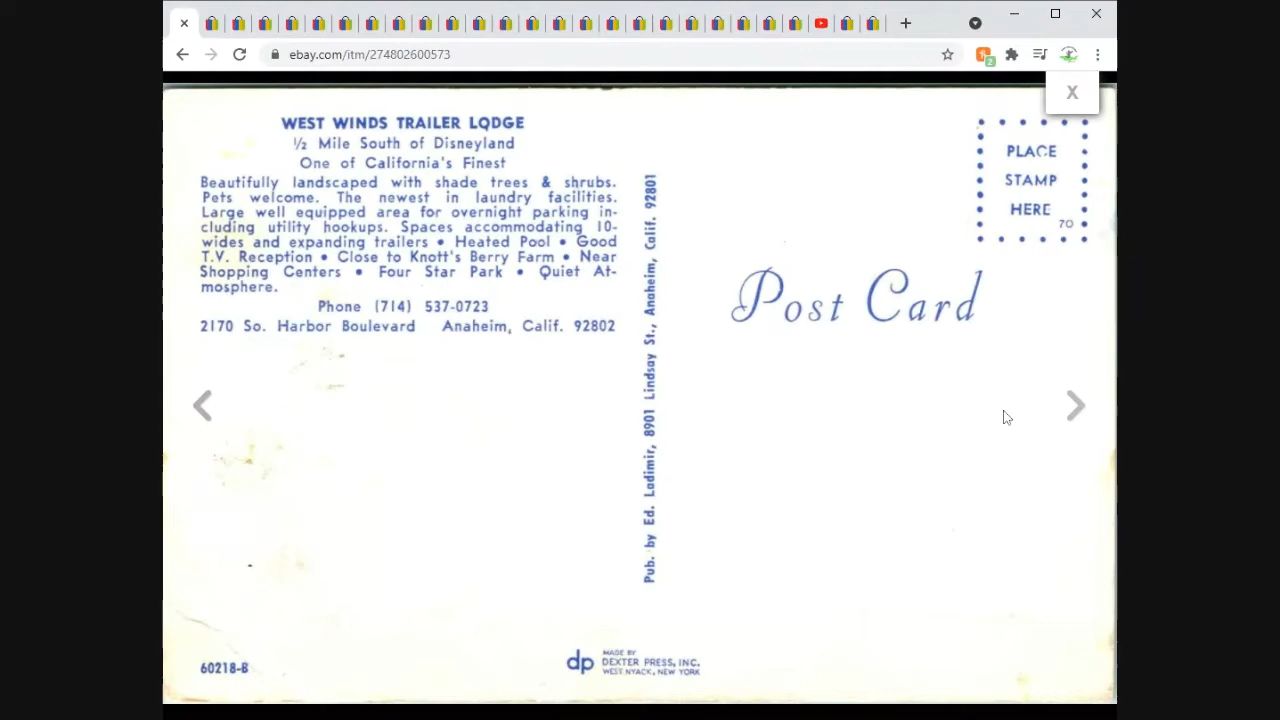 ebay.com/itm/274802600573
2
X
WEST WINDS TRAILER LODGE
½ Mile South of Disneyland
One of California's Finest
Beautifully landscaped with shade trees & shrubs.
Pets welcome. The newest in laundry facilities.
Large well equipped area for overnight parking in-
cluding utility hookups. Spaces accommodating 10-
wides and expanding trailers • Heated Pool • Good
T.V. Reception • Close to Knott's Berry Farm • Near
Shopping Centers • Four Star Park • Quiet At-
mosphere.
Phone (714) 537-0723
2170 So. Harbor Boulevard Anaheim, Calif. 92802
60218-B
Pub. by Ed. Ladimir, 8901 Lindsay St., Anaheim, Calif. 92801
dp
MADE BY
DEXTER PRESS, INC.
WEST NYACK, NEW YORK
PLACE
STAMP
HERE
70
Post Card